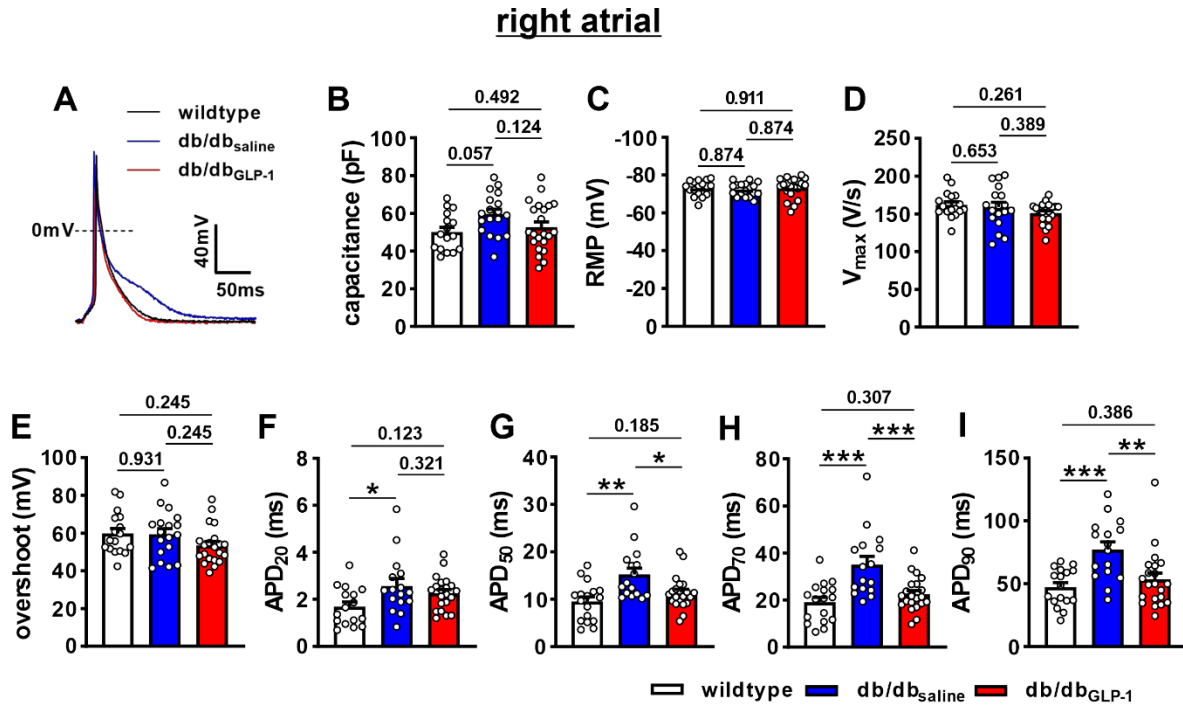 right atrial
A
wildtype
db/dbsaline
db/dbGLP-1
0mV
40mV
50ms
B
0.492
0.124
0.057
capacitance (pF)
100
80
60
40
20
0
C
0.911
0.874
0.874
RMP (mV)
-100
-80
-60
-40
-20
0
D
0.261
0.389
0.653
Vmax (V/s)
250
200
150
100
50
0
E
0.245
0.245
0.931
overshoot (mV)
100
80
60
40
20
0
F
0.123
0.321
*
APD20 (ms)
8
6
4
2
0
G
0.185
*
**
APD50 (ms)
40
30
20
10
0
H
0.307
***
***
APD70 (ms)
80
60
40
20
0
I
0.386
**
***
APD90 (ms)
150
100
50
0
wildtype db/dbsaline db/dbGLP-1